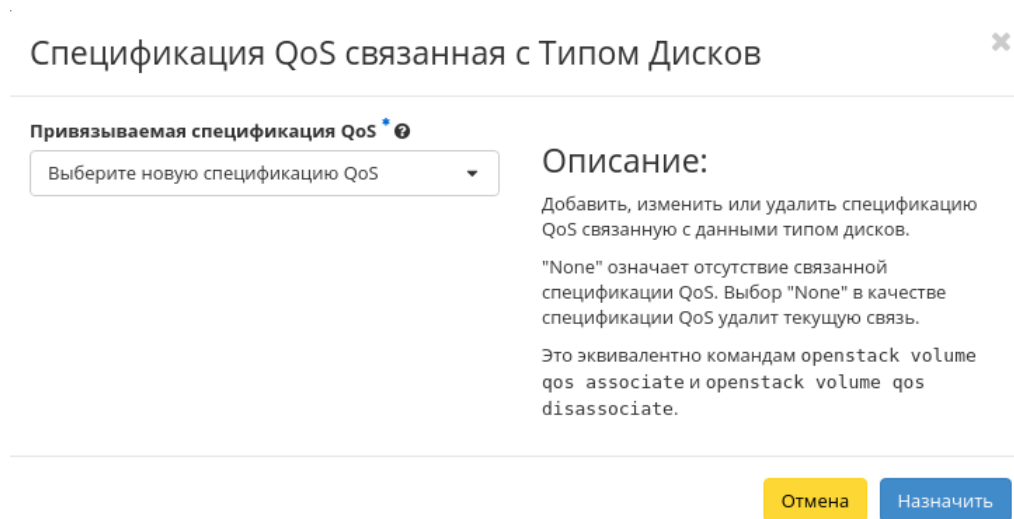 Спецификация QoS связанная с Типом Дисков
Привязываемая спецификация QoS *
Выберите новую спецификацию QoS
Описание:
Добавить, изменить или удалить спецификацию
QoS связанную с данными типом дисков.
"None" означает отсутствие связанной
спецификации QoS. Выбор "None" в качестве
спецификации QoS удалит текущую связь.
Это эквивалентно командам openstack volume
qos associate и openstack volume qos
disassociate.
Отмена
Назначить